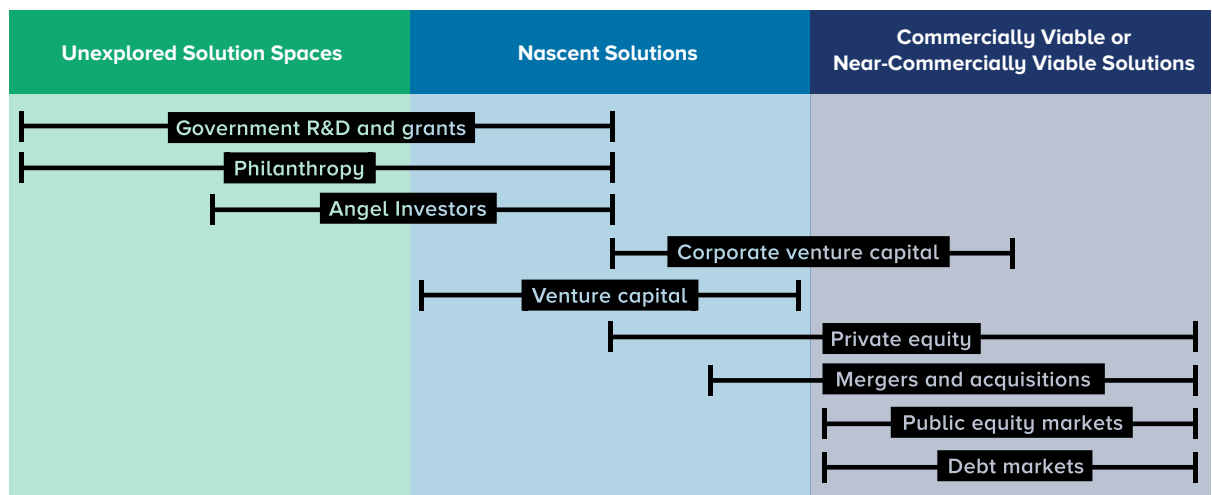 Unexplored Solution Spaces
Nascent Solutions
Commercially Viable or
Near-Commercially Viable Solutions
Government R&D and grants
Philanthropy
Angel Investors
Corporate venture capital
Venture capital
Private equity
Mergers and acquisitions
Public equity markets
Debt markets